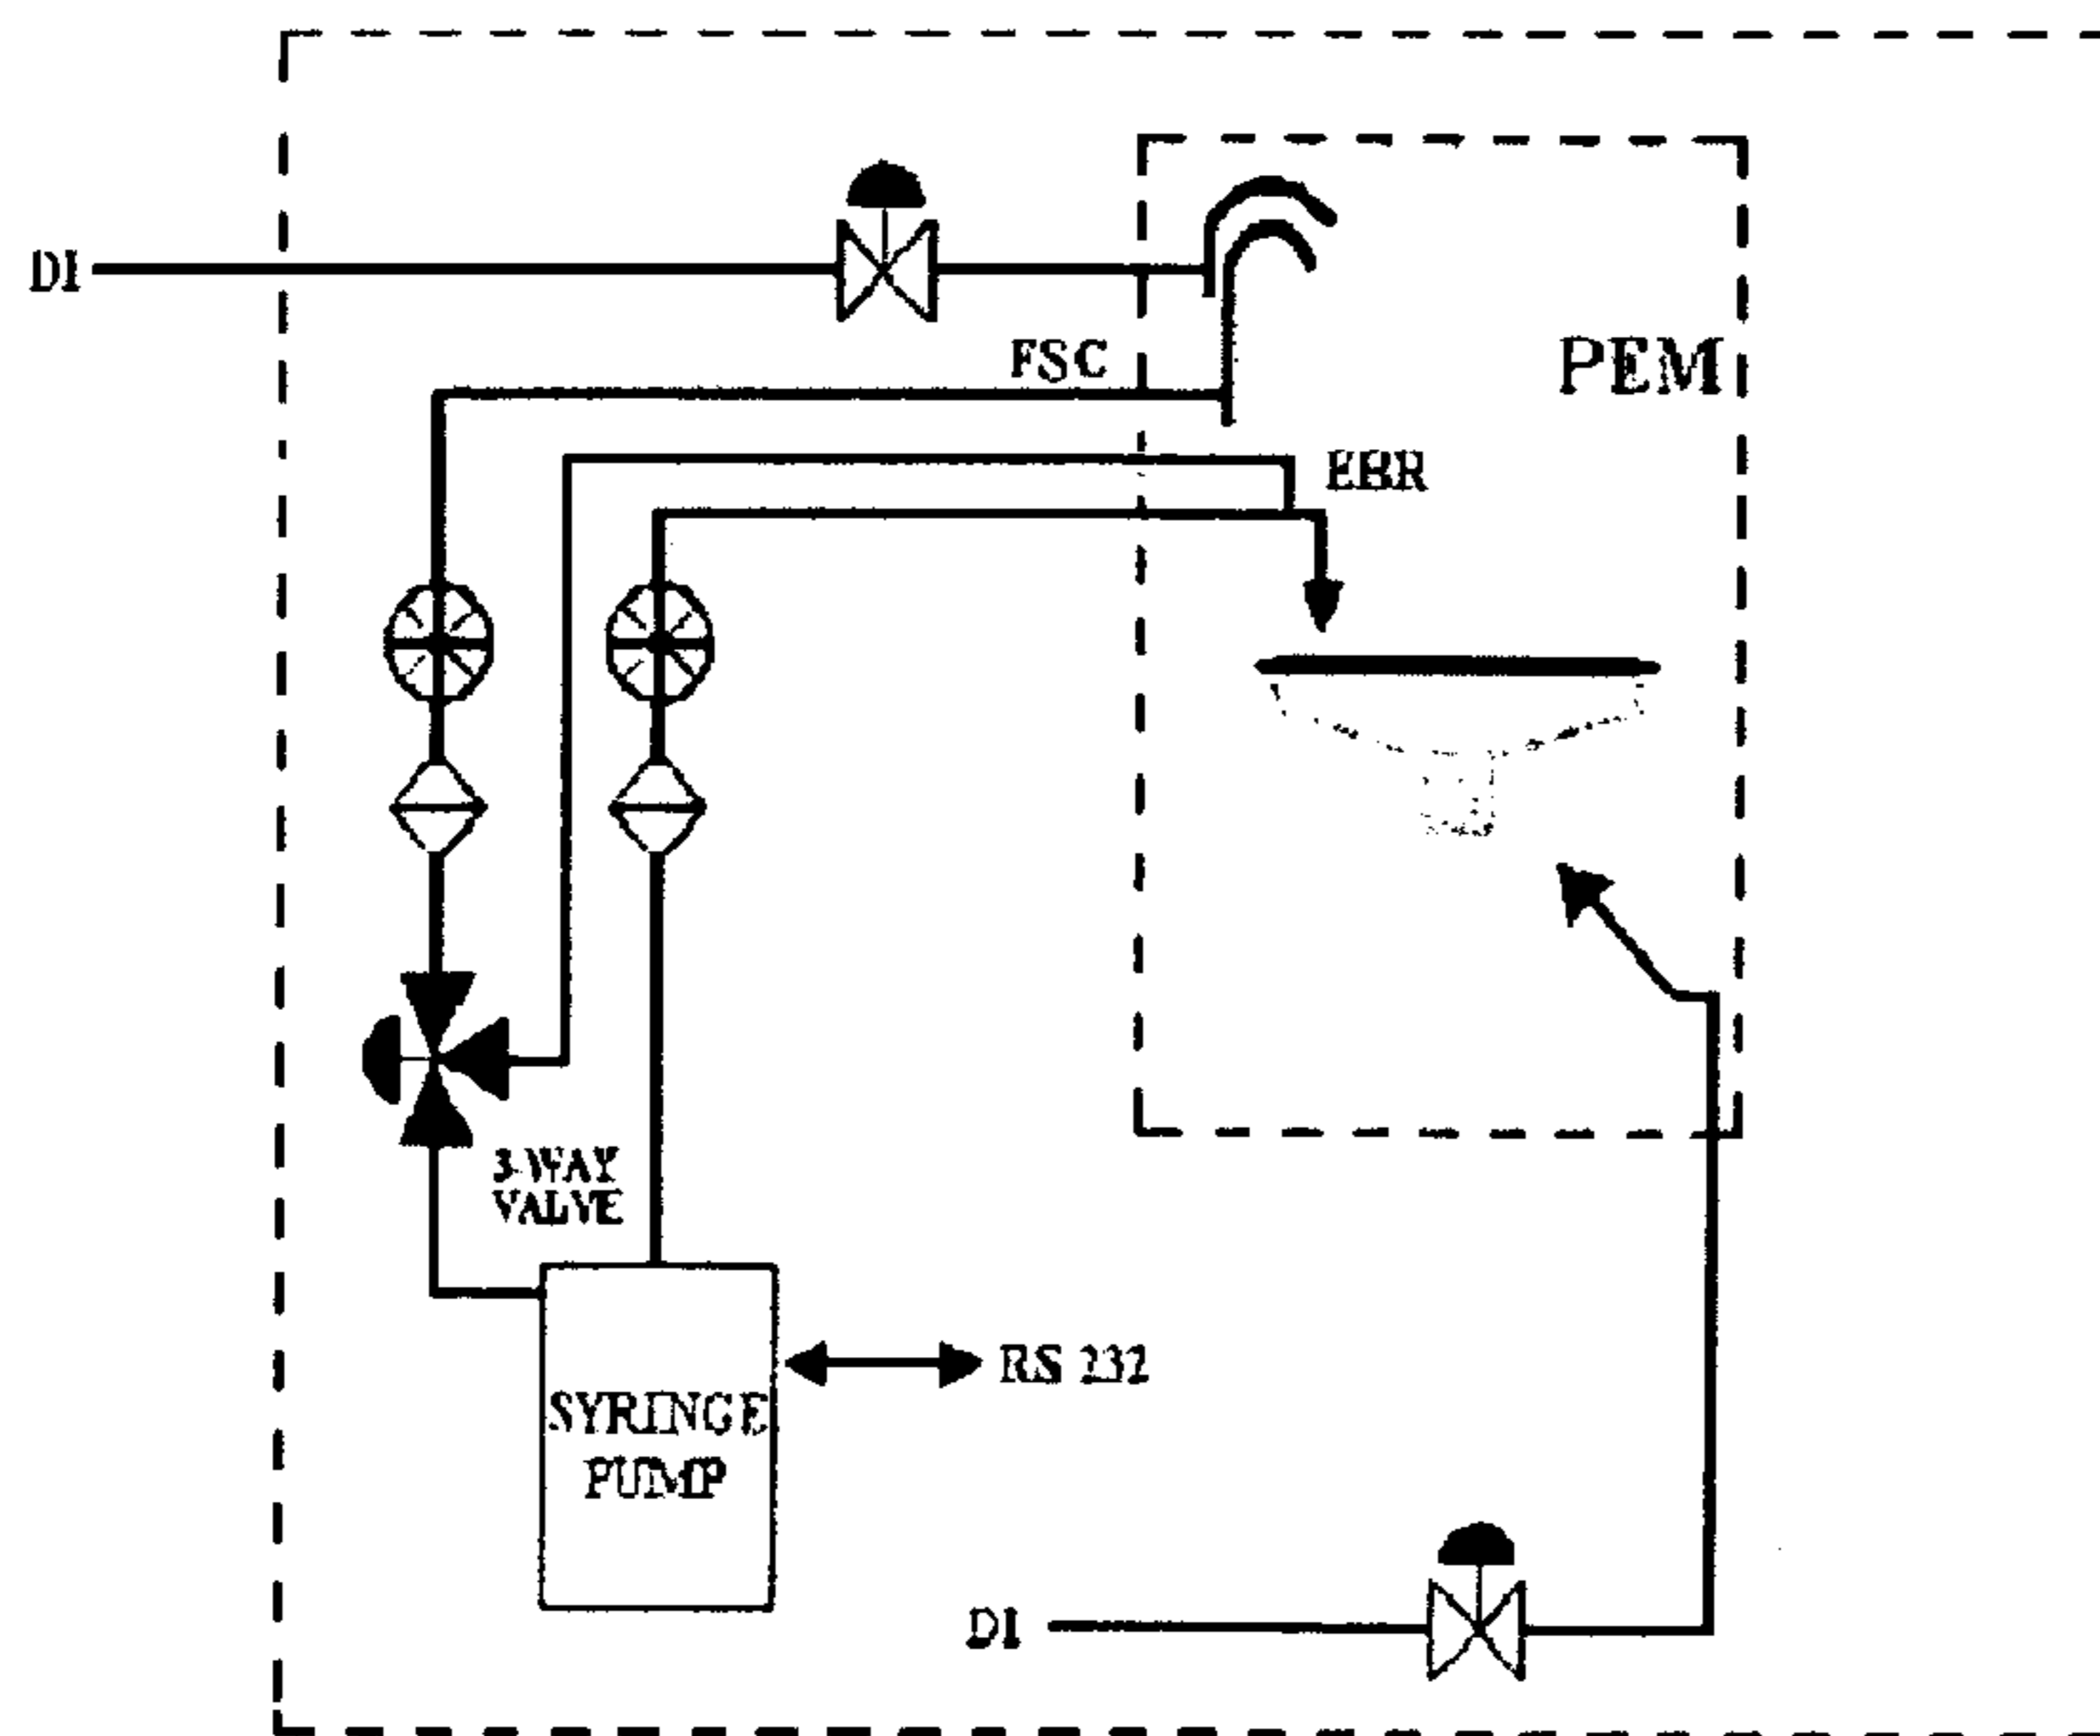 DI
FSC
PEM
EBR
3-WAY
VALVE
RS 232
SYRINGE
PUMP
DI